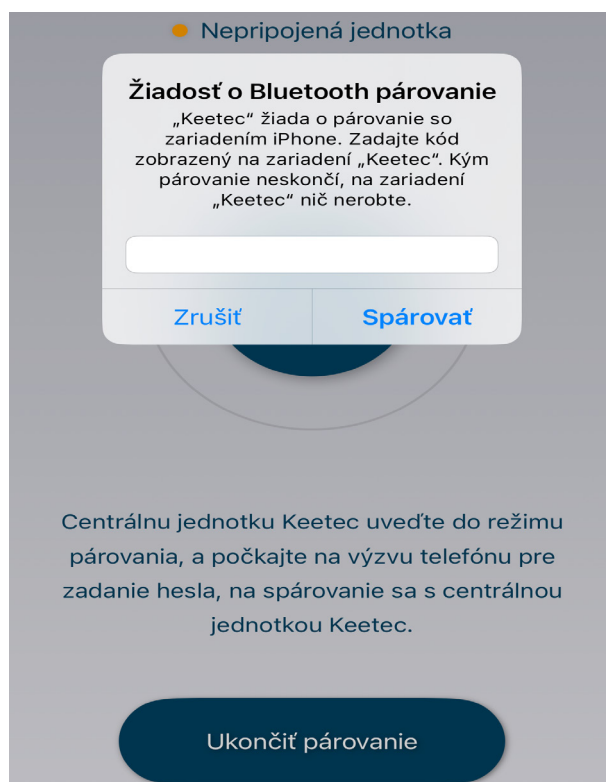 Nepripojená jednotka
Žiadosť o Bluetooth párovanie
„Keetec“ žiada o párovanie so
zariadením iPhone. Zadajte kód
zobrazený na zariadení „Keetec“. Kým
párovanie neskončí, na zariadení
„Keetec“ nič nerobte.
Zrušiť
Spárovať
Centrálnu jednotku Keetec uveďte do režimu
párovania, a počkajte na výzvu telefónu pre
zadanie hesla, na spárovanie sa s centrálnou
jednotkou Keetec.
Ukončiť párovanie